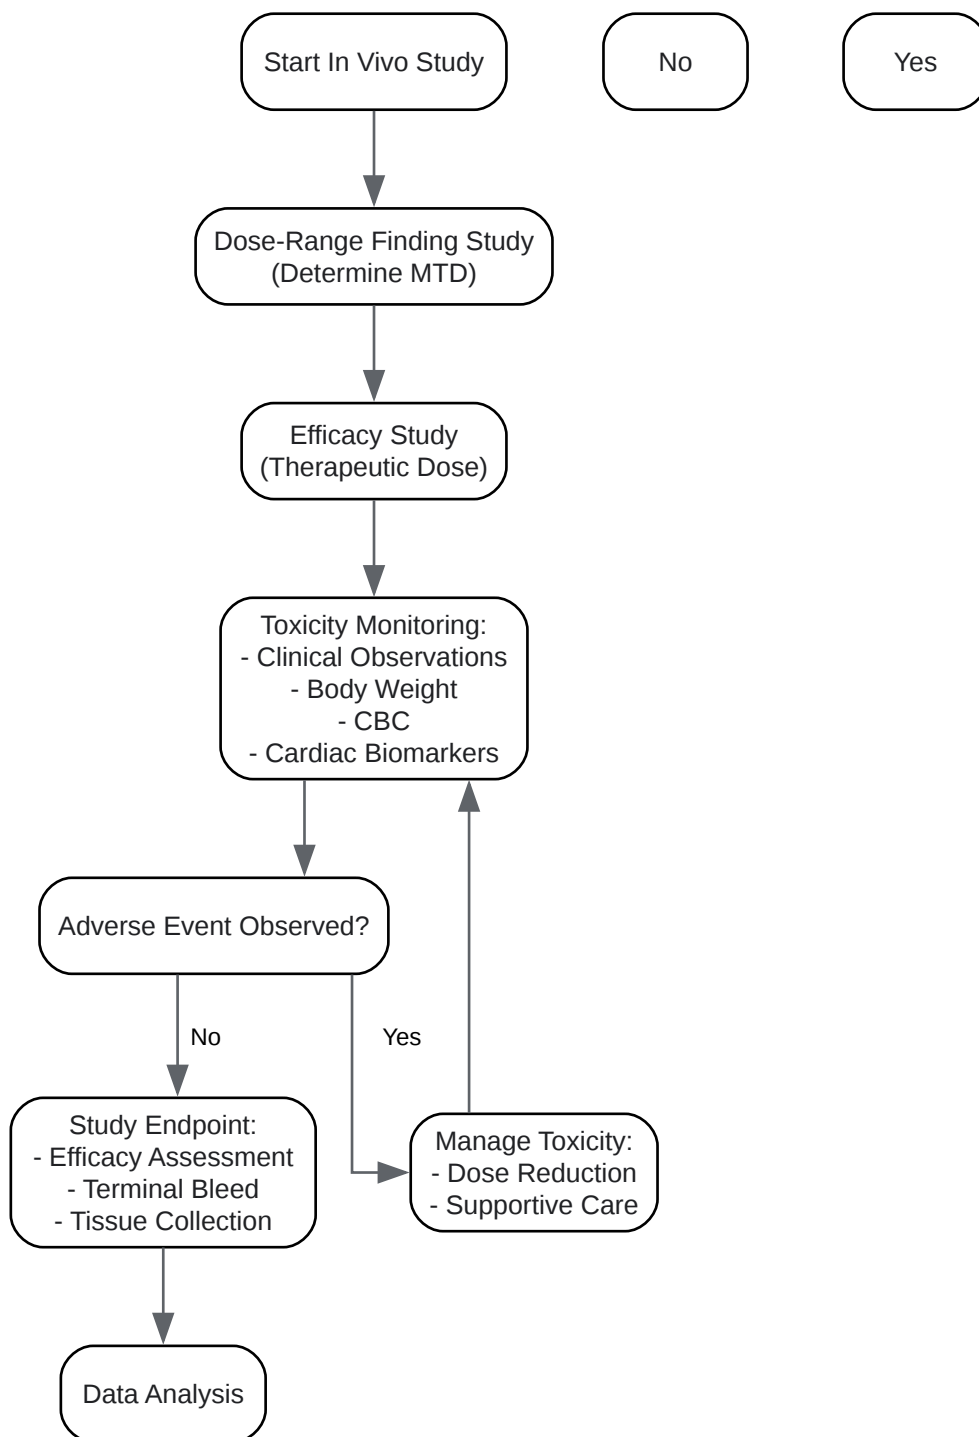 Start In Vivo Study
No
Yes
Dose-Range Finding Study
(Determine MTD)
Efficacy Study
(Therapeutic Dose)
Toxicity Monitoring:
- Clinical Observations
- Body Weight
- CBC
- Cardiac Biomarkers
Adverse Event Observed?
No
Yes
Study Endpoint:
- Efficacy Assessment
- Terminal Bleed
- Tissue Collection
Manage Toxicity:
- Dose Reduction
- Supportive Care
Data Analysis